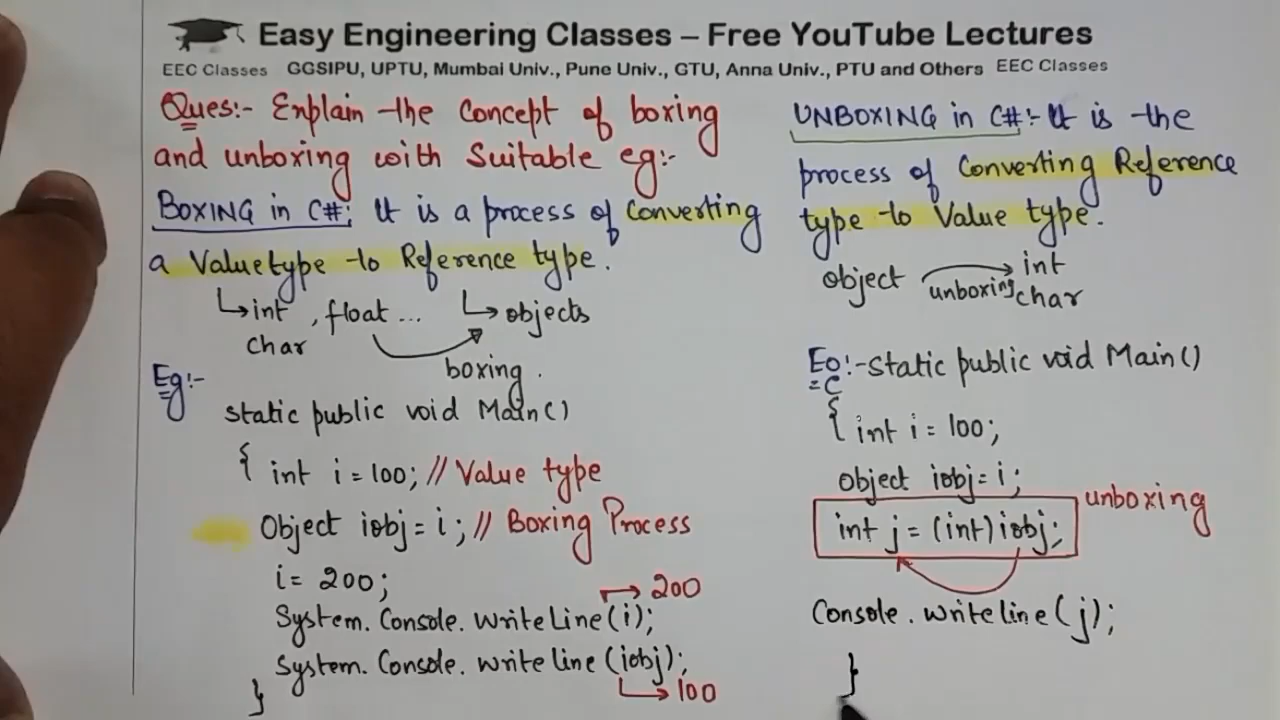 Easy Engineering Classes – Free YouTube Lectures
EEC Classes GGSIPU, UPTU, Mumbai Univ., Pune Univ., GTU, Anna Univ., PTU and Others EEC Classes
Ques:- Explain the Concept of boxing
and unboxing with Suitable eg:-
BOXING in C#: It is a process of Converting
a Value type to Reference type.
int, float ... objects
char
boxing.
Eg:-
static public void Main()
{ int i = 100; // Value type
Object iobj = i; // Boxing Process
i = 200;
200
System. Console. WriteLine(i);
System. Console. writeline (iobj);
100
}
UNBOXING in C#:- It is the
process of Converting Reference
type to Value type.
object unboxing int
char
Eg:- static public void Main()
{ int i = 100;
object iobj = i;
int j = (int) iobj; unboxing
Console. writeline(j);
}